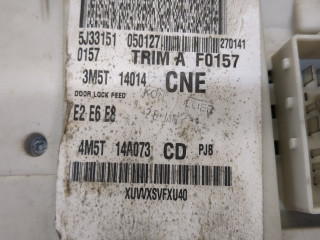 5J33151 050127 270141
0157 TRIM A F0157
3M5T 14014 CNE
DOOR LOCK FEED
E2 E6 E8
4M5T 14A073 CD PJB
XUWXSVFXU40